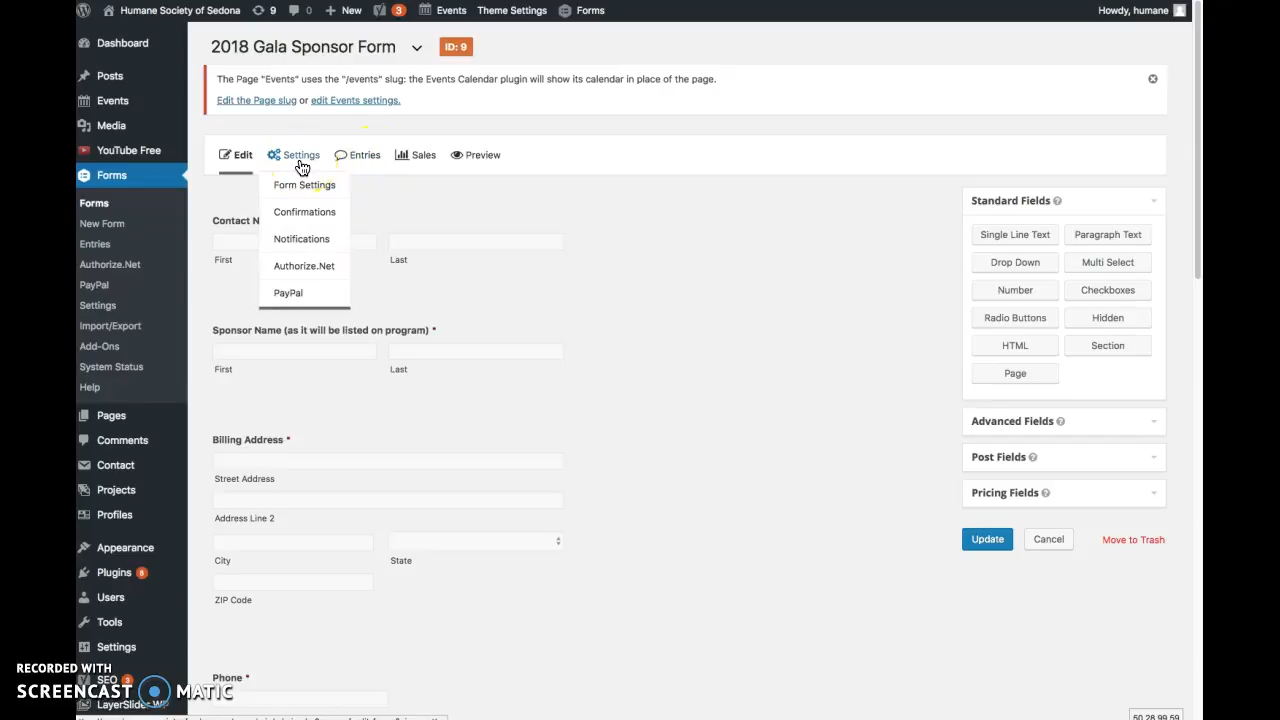 Humane Society of Sedona 9 0 New 3 Events Theme Settings Forms Howdy, humane
Dashboard
Posts
Events
Media
YouTube Free
Forms
Forms
New Form
Entries
Authorize.Net
PayPal
Settings
Import/Export
Add-Ons
System Status
Help
Pages
Comments
Contact
Projects
Profiles
Appearance
Plugins 8
Users
Tools
Settings
SEO 3
LayerSlider WP
2018 Gala Sponsor Form ID: 9
The Page "Events" uses the "/events" slug: the Events Calendar plugin will show its calendar in place of the page.
Edit the Page slug or edit Events settings.
Edit Settings Entries Sales Preview
Form Settings
Confirmations
Notifications
Authorize.Net
PayPal
Contact N
First Last
Sponsor Name (as it will be listed on program) *
First Last
Billing Address *
Street Address
Address Line 2
City State
ZIP Code
Phone *
Standard Fields
Single Line Text Paragraph Text
Drop Down Multi Select
Number Checkboxes
Radio Buttons Hidden
HTML Section
Page
Advanced Fields
Post Fields
Pricing Fields
Update Cancel Move to Trash
RECORDED WITH
SCREENCAST MATIC
50.28.99.59